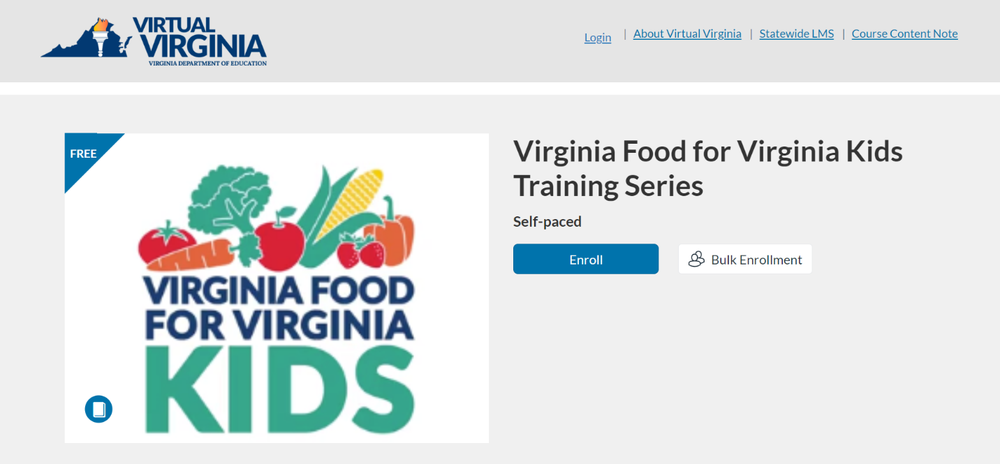 VIRTUAL
VIRGINIA
VIRGINIA DEPARTMENT OF EDUCATION
Login | About Virtual Virginia | Statewide LMS | Course Content Note
FREE
VIRGINIA FOOD
FOR VIRGINIA
KIDS
Virginia Food for Virginia Kids
Training Series
Self-paced
Enroll
Bulk Enrollment